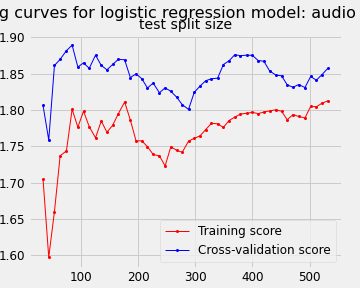 g curves for logistic regression model: audio
test split size
1.90
1.85
1.80
1.75
1.70
1.65
1.60
Training score
Cross-validation score
100 200 300 400 500